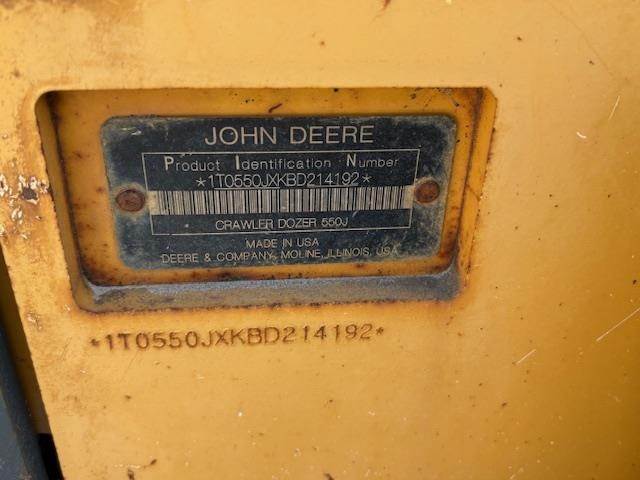 JOHN DEERE
Product Identification Number
*1T0550JXKBD214192*
CRAWLER DOZER 550J
MADE IN USA
DEERE & COMPANY, MOLINE, ILLINOIS, USA
*1T0550JXKBD214192*